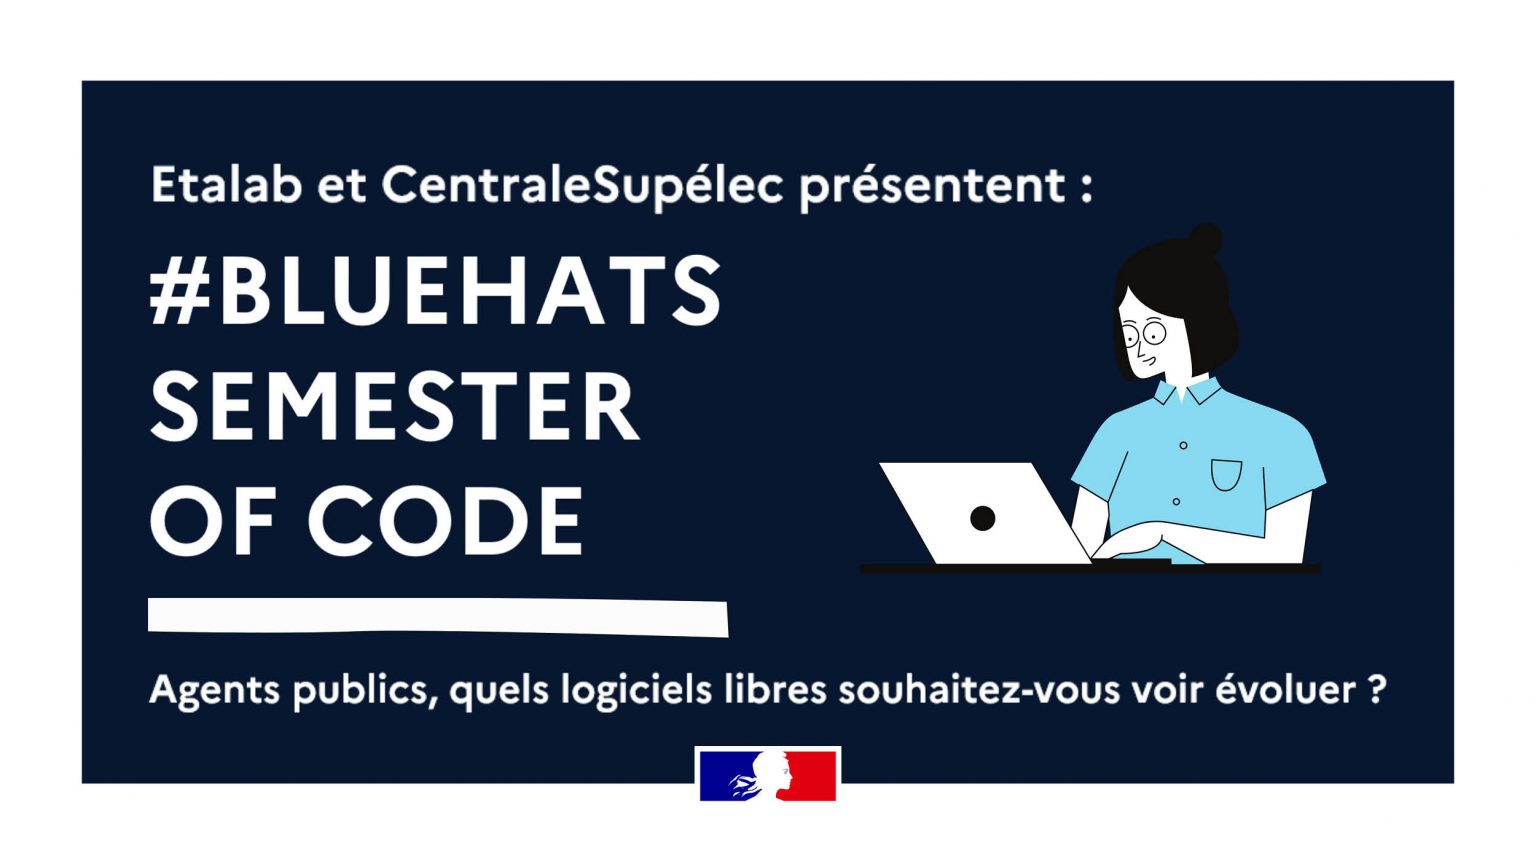 Etalab et CentraleSupélec présentent :
#BLUEHATS
SEMESTER
OF CODE
Agents publics, quels logiciels libres souhaitez-vous voir évoluer ?